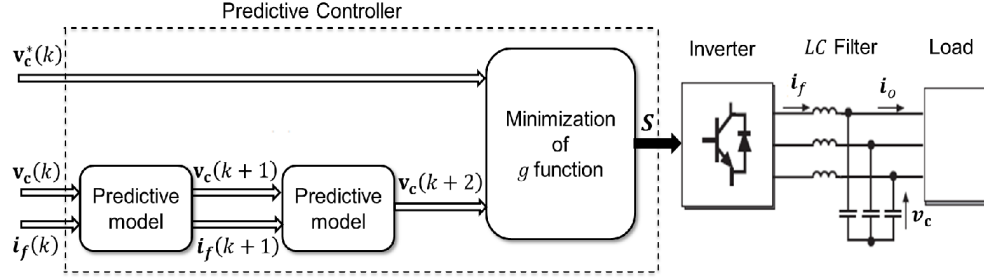 Predictive Controller
v_c^*(k)
Inverter
LC Filter
Load
i_f
i_o
Minimization
of
g function
S
v_c(k)
v_c(k + 1)
Predictive
model
Predictive
model
v_c(k + 2)
i_f(k)
i_f(k + 1)
v_c